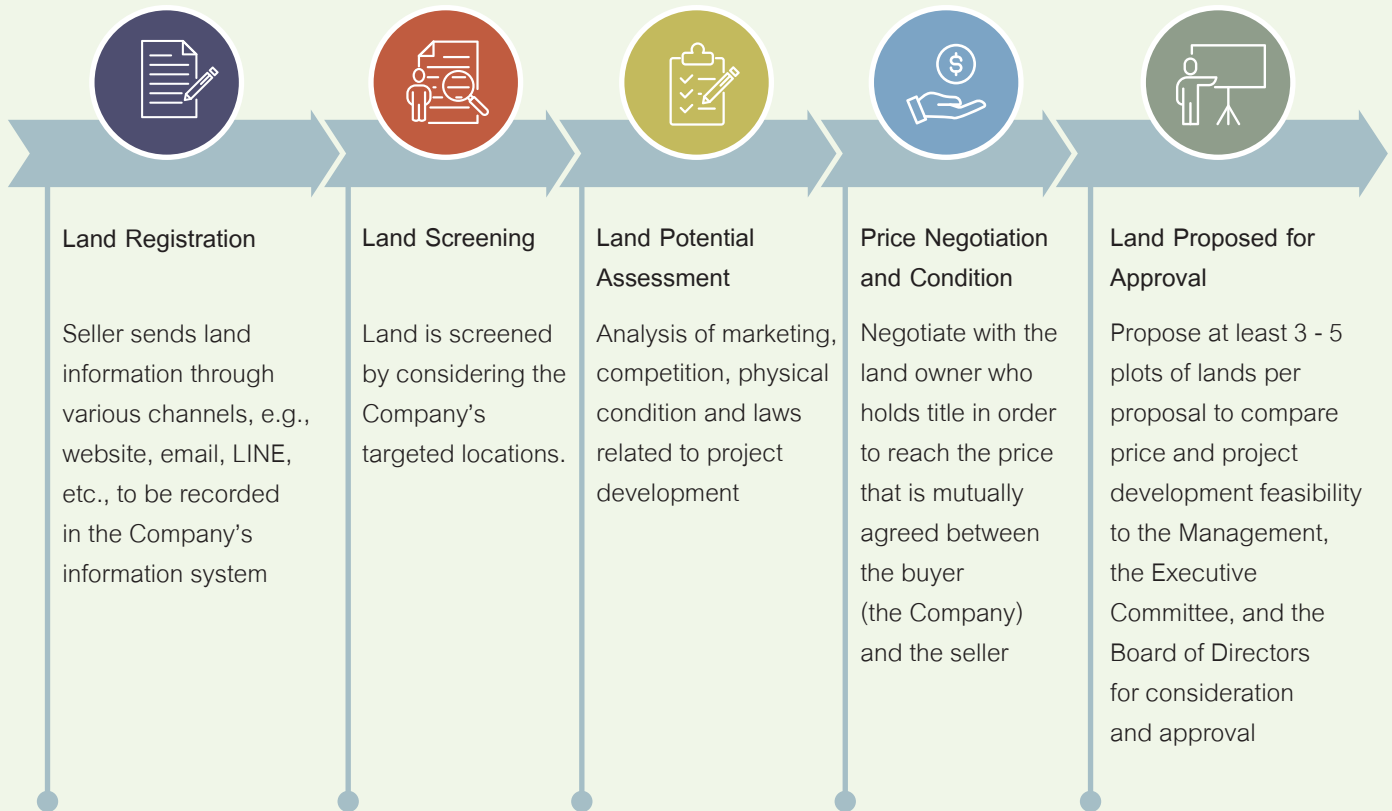 Land Registration
Seller sends land
information through
various channels, e.g.,
website, email, LINE,
etc., to be recorded
in the Company's
information system
Land Screening
Land is screened
by considering the
Company's
targeted locations.
Land Potential
Assessment
Analysis of marketing,
competition, physical
condition and laws
related to project
development
Price Negotiation
and Condition
Negotiate with the
land owner who
holds title in order
to reach the price
that is mutually
agreed between
the buyer
(the Company)
and the seller
Land Proposed for
Approval
Propose at least 3 - 5
plots of lands per
proposal to compare
price and project
development feasibility
to the Management,
the Executive
Committee, and the
Board of Directors
for consideration
and approval